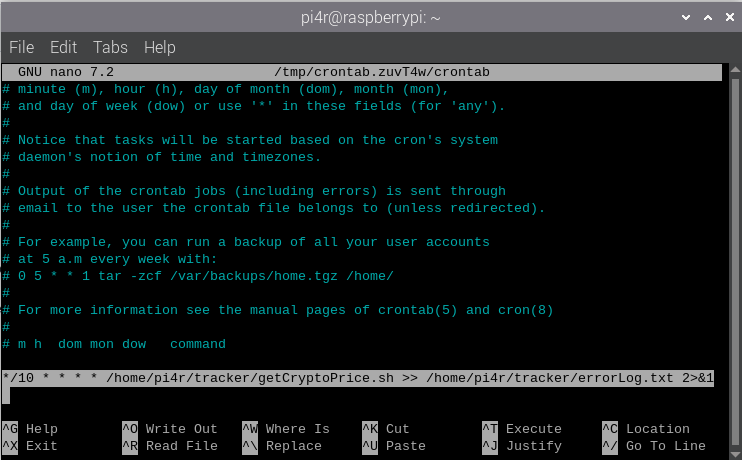 pi4r@raspberrypi: ~
File Edit Tabs Help
GNU nano 7.2 /tmp/crontab.zuvT4w/crontab
# minute (m), hour (h), day of month (dom), month (mon),
# and day of week (dow) or use '*' in these fields (for 'any').
#
# Notice that tasks will be started based on the cron's system
# daemon's notion of time and timezones.
#
# Output of the crontab jobs (including errors) is sent through
# email to the user the crontab file belongs to (unless redirected).
#
# For example, you can run a backup of all your user accounts
# at 5 a.m every week with:
# 0 5 * * 1 tar -zcf /var/backups/home.tgz /home/
#
# For more information see the manual pages of crontab(5) and cron(8)
#
# m h  dom mon dow   command
*/10 * * * * /home/pi4r/tracker/getCryptoPrice.sh >> /home/pi4r/tracker/errorLog.txt 2>&1
^G Help ^O Write Out ^W Where Is ^K Cut ^T Execute ^C Location
^X Exit ^R Read File ^\ Replace ^U Paste ^J Justify ^/ Go To Line